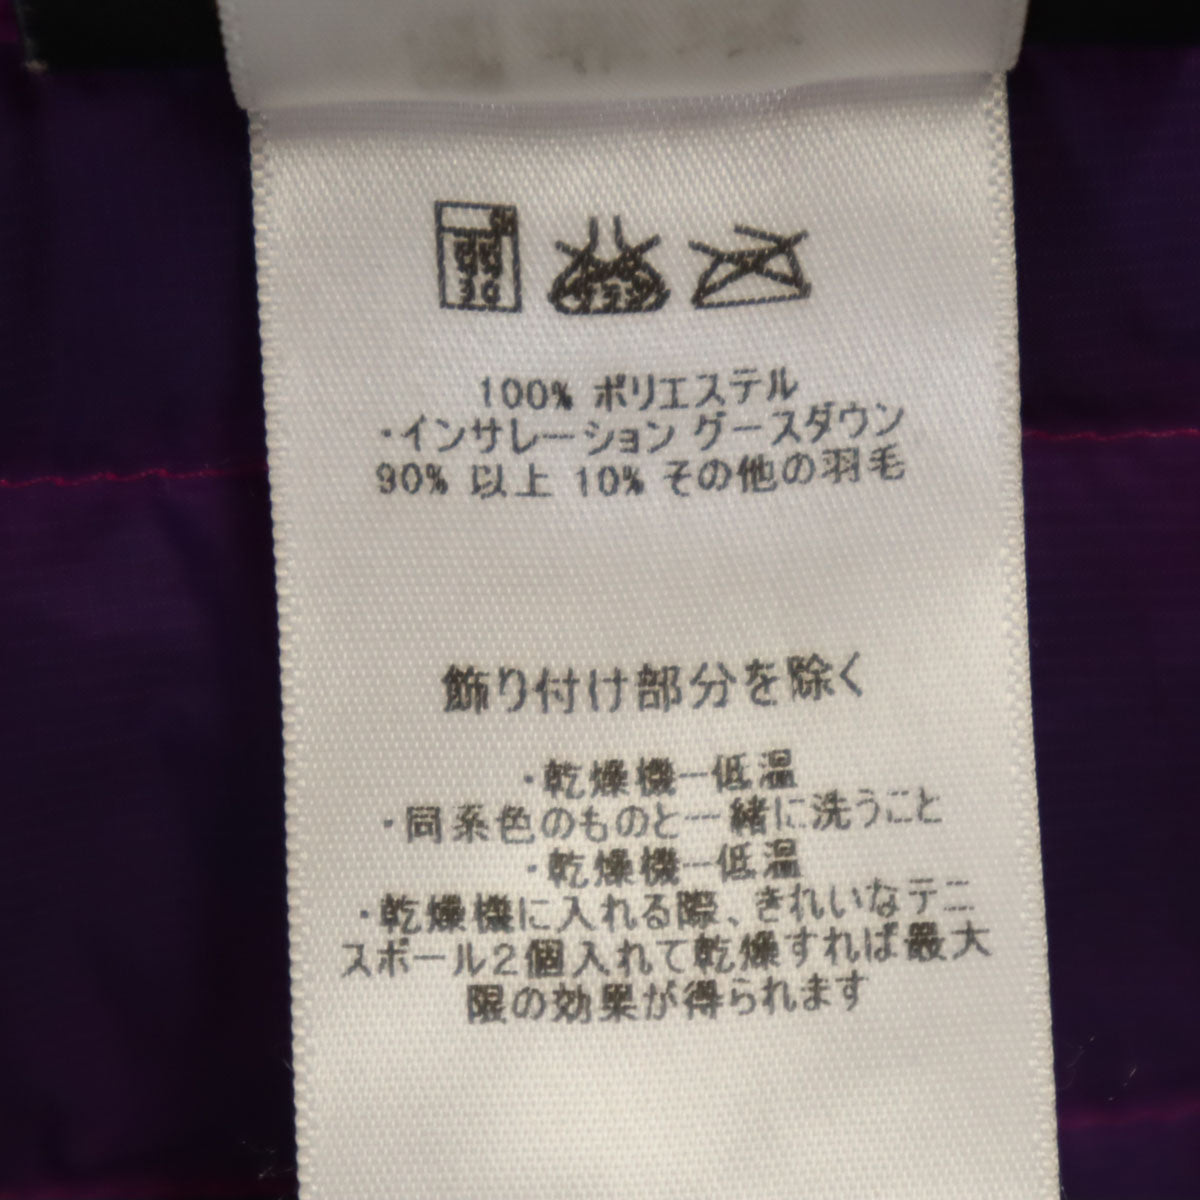 30
100% ポリエステル
・インサレーション グースダウン
90% 以上 10% その他の羽毛
飾り付け部分を除く
・乾燥機ー低温
・同系色のものと一緒に洗うこと
・乾燥機ー低温
・乾燥機に入れる際、きれいなテニ
スボール2個入れて乾燥すれば最大
限の効果が得られます